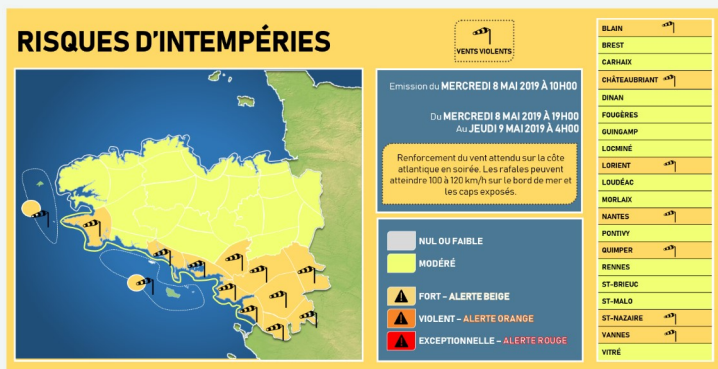 RISQUES D'INTEMPÉRIES
VENTS VIOLENTS
Emission du MERCREDI 8 MAI 2019 À 10H00
Du MERCREDI 8 MAI 2019 À 19H00
Au JEUDI 9 MAI 2019 À 4H00
Renforcement du vent attendu sur la côte
atlantique en soirée. Les rafales peuvent
atteindre 100 à 120 km/h sur le bord de mer et
les caps exposés.
NUL OU FAIBLE
MODÉRÉ
FORT – ALERTE BEIGE
VIOLENT – ALERTE ORANGE
EXCEPTIONNELLE – ALERTE ROUGE
BLAIN
BREST
CARHAIX
CHÂTEAUBRIANT
DINAN
FOUGÈRES
GUINGAMP
LOCMINÉ
LORIENT
LOUDÉAC
MORLAIX
NANTES
PONTIVY
QUIMPER
RENNES
ST-BRIEUC
ST-MALO
ST-NAZAIRE
VANNES
VITRÉ